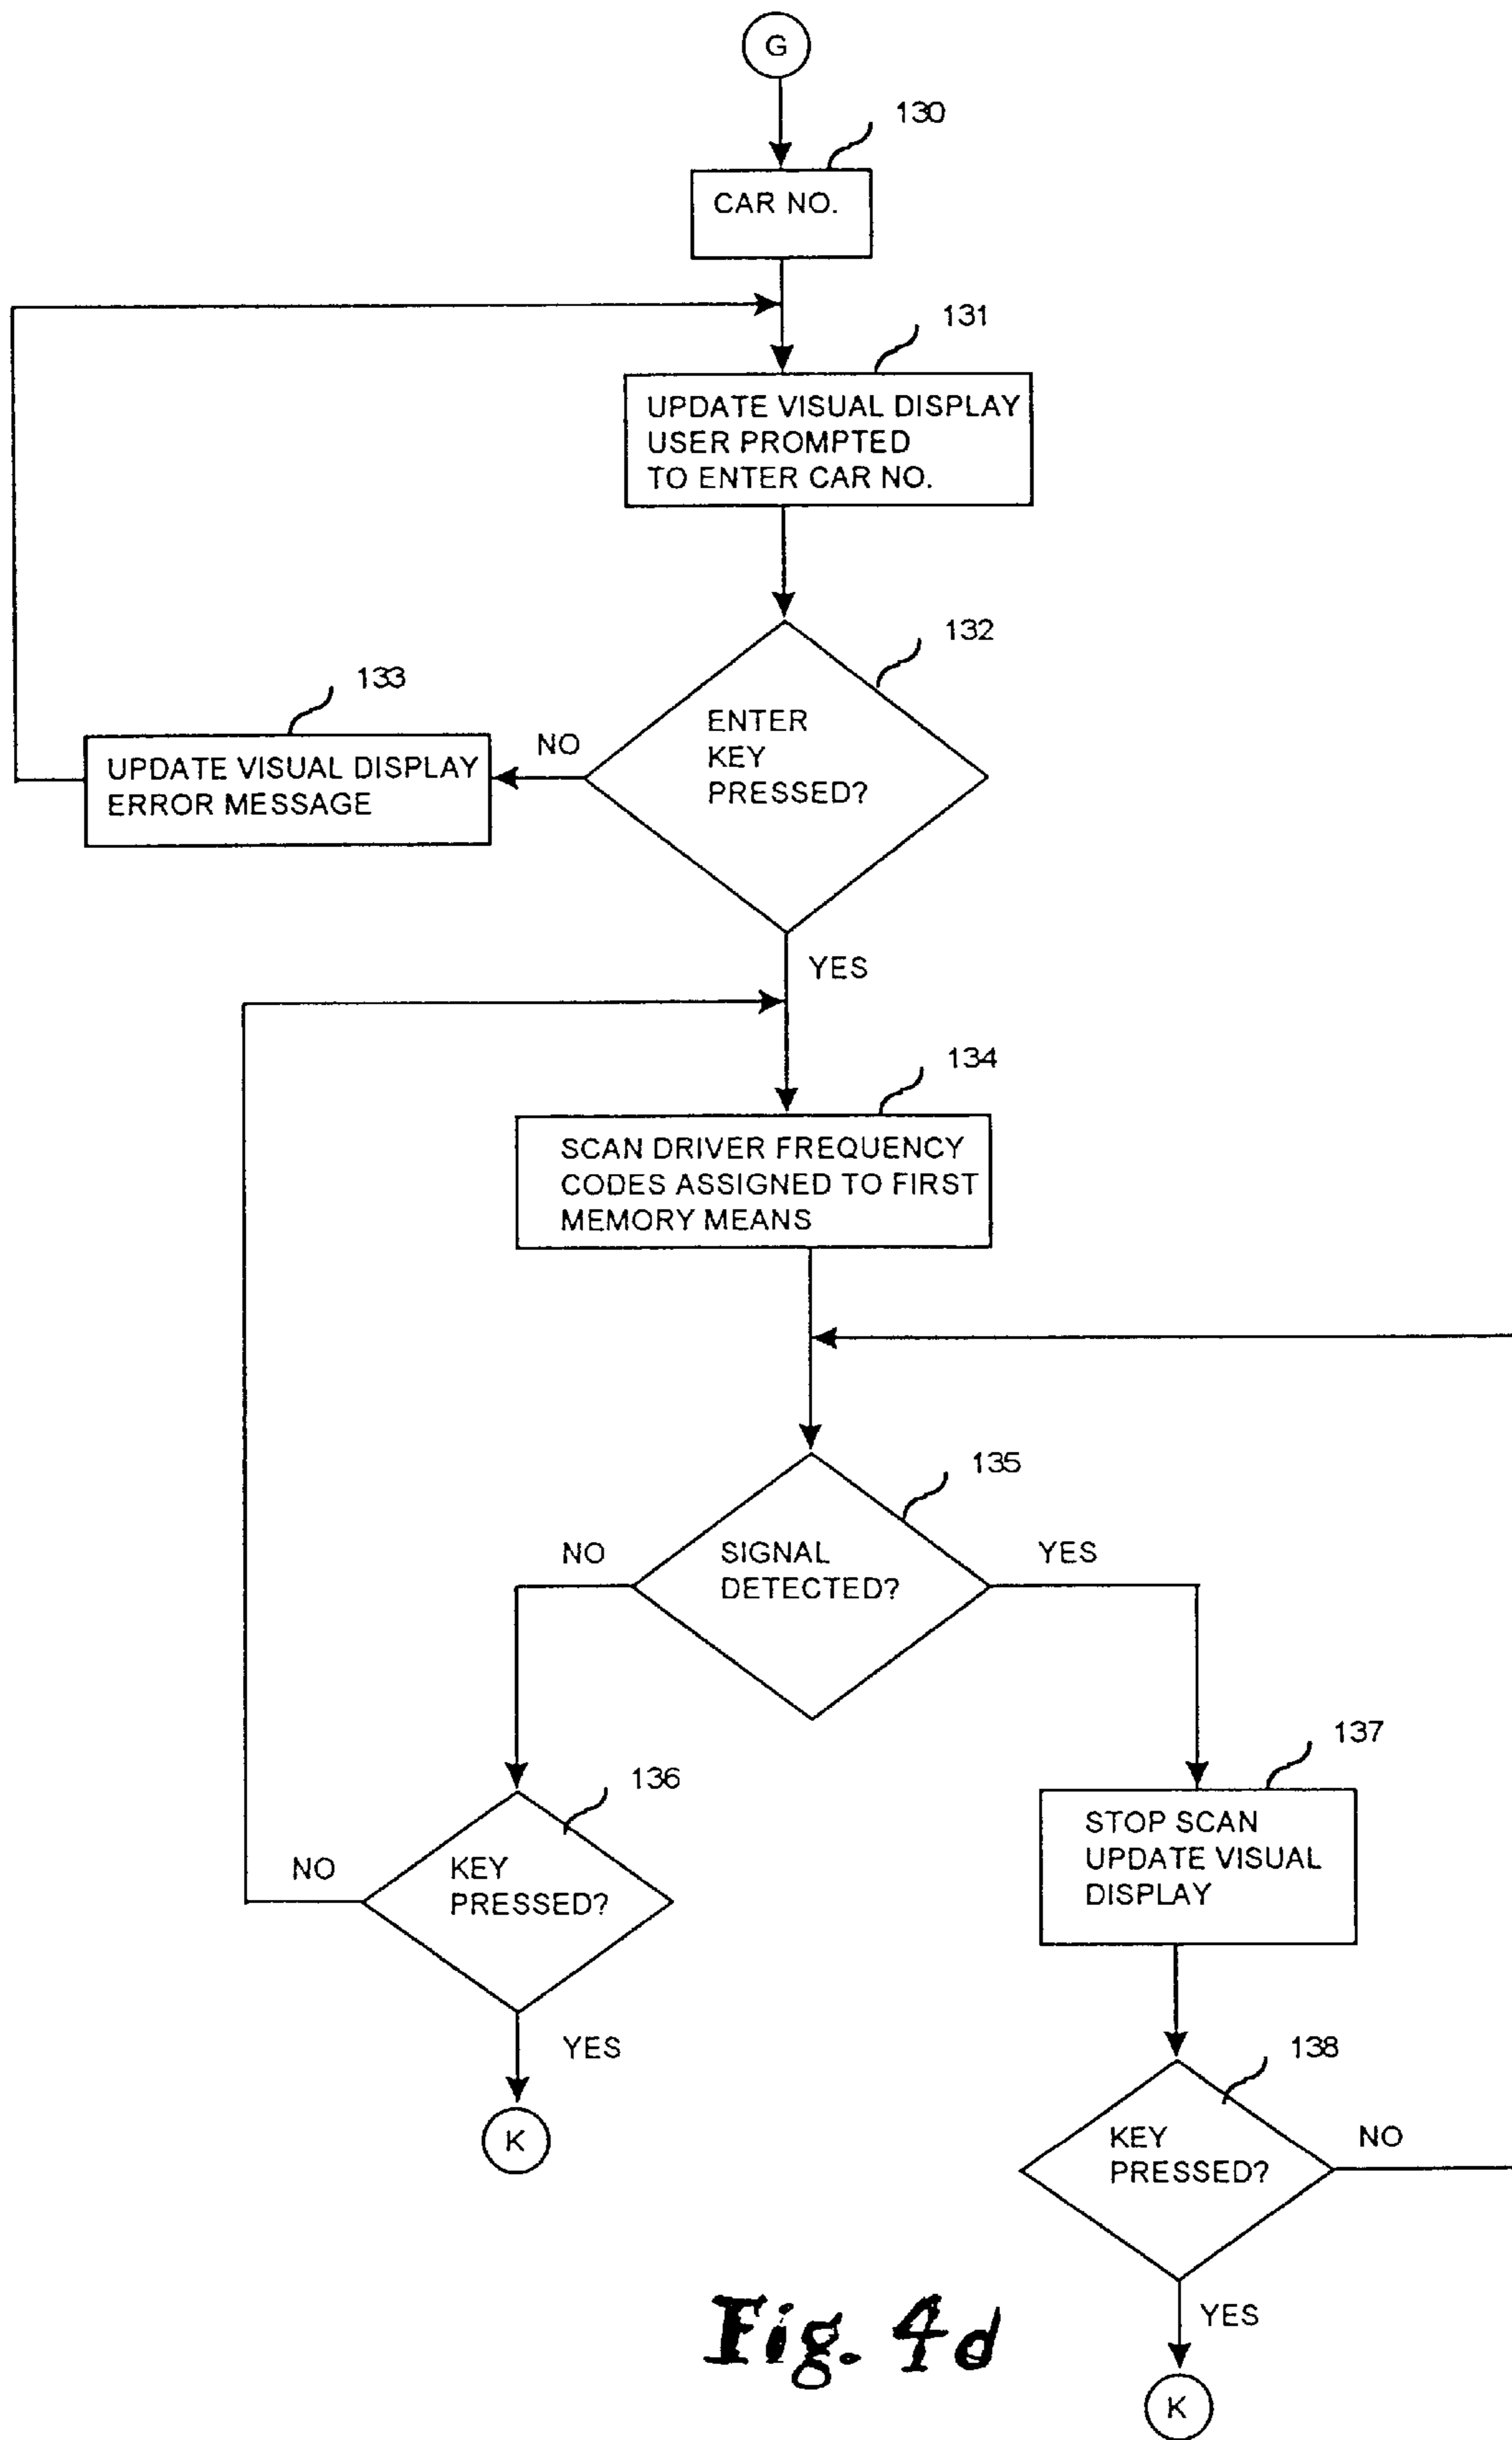 G
130
CAR NO.
131
UPDATE VISUAL DISPLAY
USER PROMPTED
TO ENTER CAR NO.
132
ENTER
KEY
PRESSED?
133
NO
UPDATE VISUAL DISPLAY
ERROR MESSAGE
YES
134
SCAN DRIVER FREQUENCY
CODES ASSIGNED TO FIRST
MEMORY MEANS
135
NO
SIGNAL
DETECTED?
YES
136
NO
KEY
PRESSED?
YES
K
137
STOP SCAN
UPDATE VISUAL
DISPLAY
138
KEY
PRESSED?
NO
YES
K
Fig. 4d